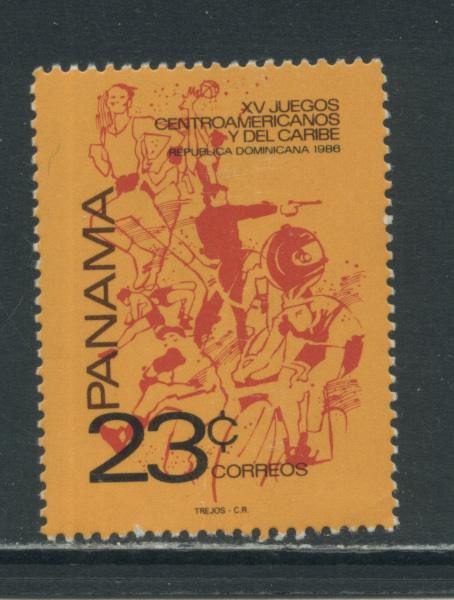 XV JUEGOS
CENTROAMERICANOS
Y DEL CARIBE
REPUBLICA DOMINICANA 1986
PANAMA
23¢
CORREOS
TREJOS - C.R.